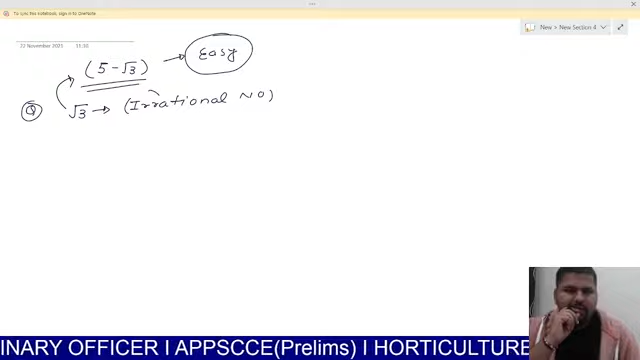 To sync this notebook, sign in to OneNote.
New > New Section 4
22 November 2021 11:30
(5-√3) → Easy
Q √3 → (Irrational NO)
INARY OFFICER I APPSCCE(Prelims) I HORTICULTURE